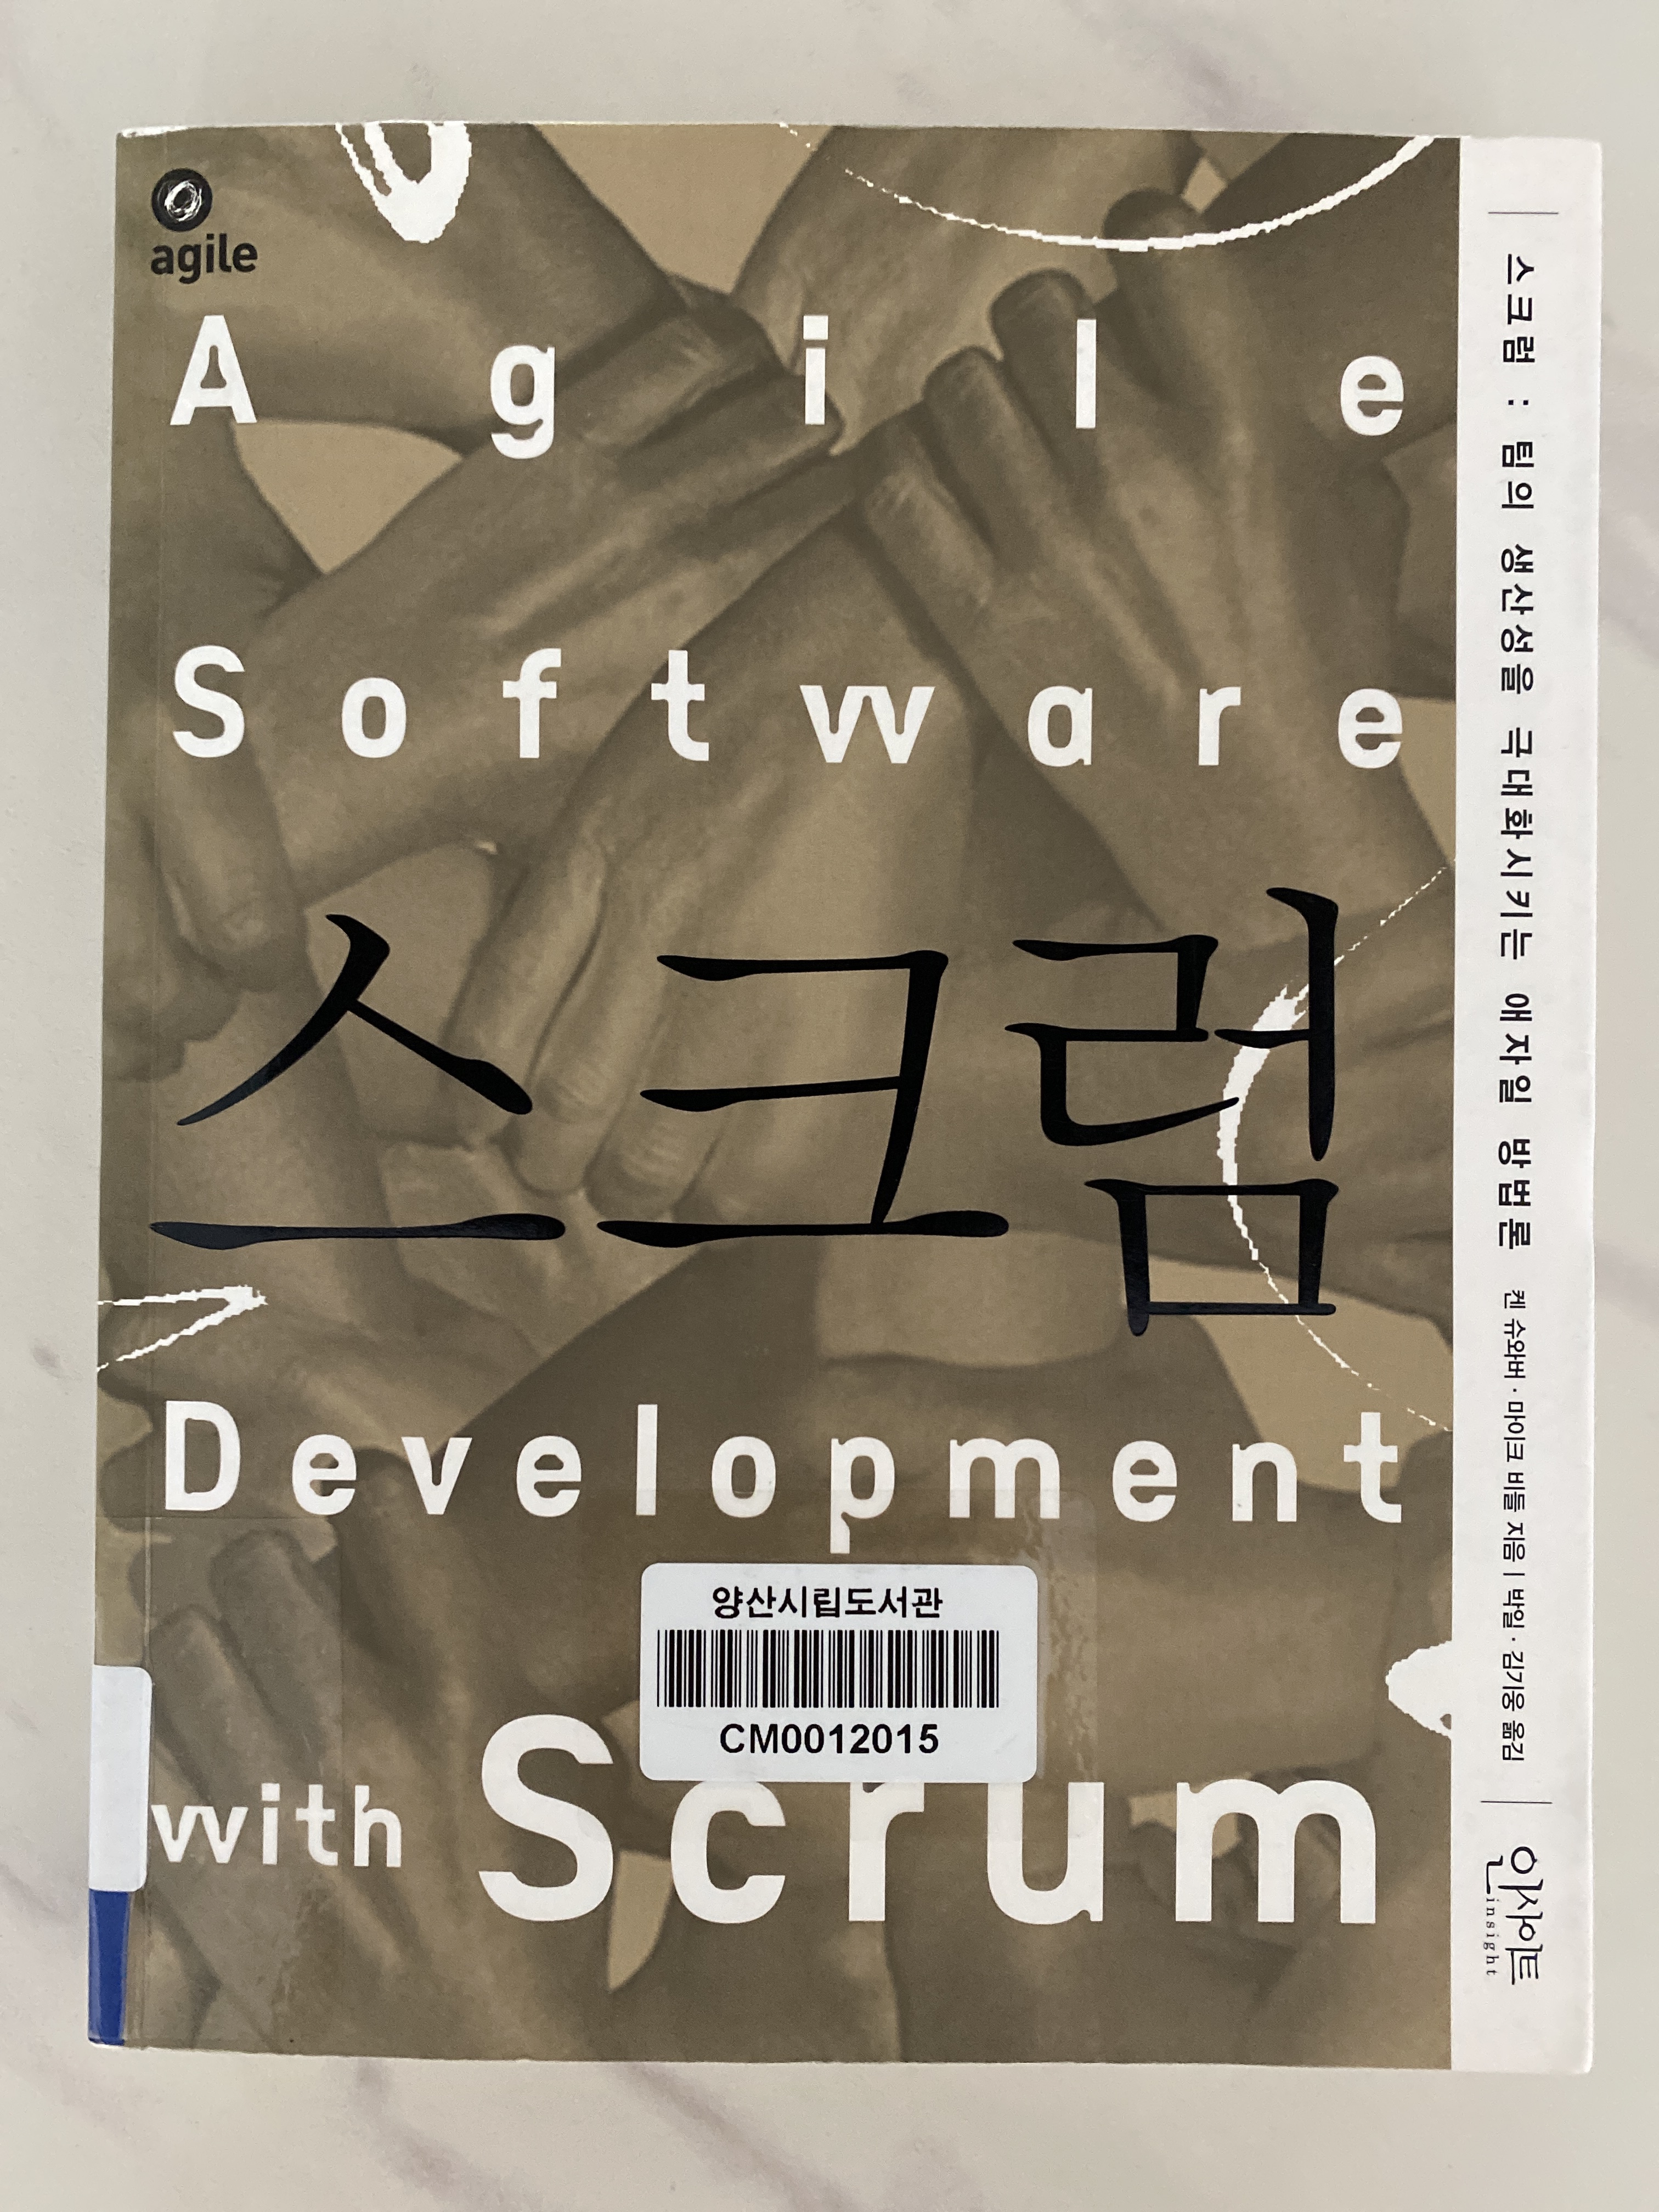 agile
Agile
Software
스크럼
Development
양산시립도서관
CM0012015
with Scrum
스크럼 : 팀의 생산성을 극대화시키는 애자일 방법론 켄 슈와버 · 마이크 비들 지음 | 박일 · 김기웅 옮김
인사이트
insight